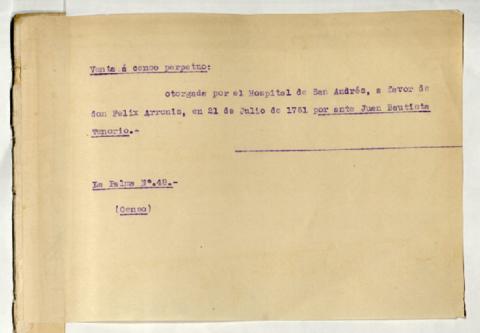 Venta á censo perpetuo:
otorgada por el Hospital de San Andrés, a favor de
don Felix Arronis, en 21 de Julio de 1751 por ante Juan Bautista
Tenorio.-
La Palma Nº.48.-
(Censo)